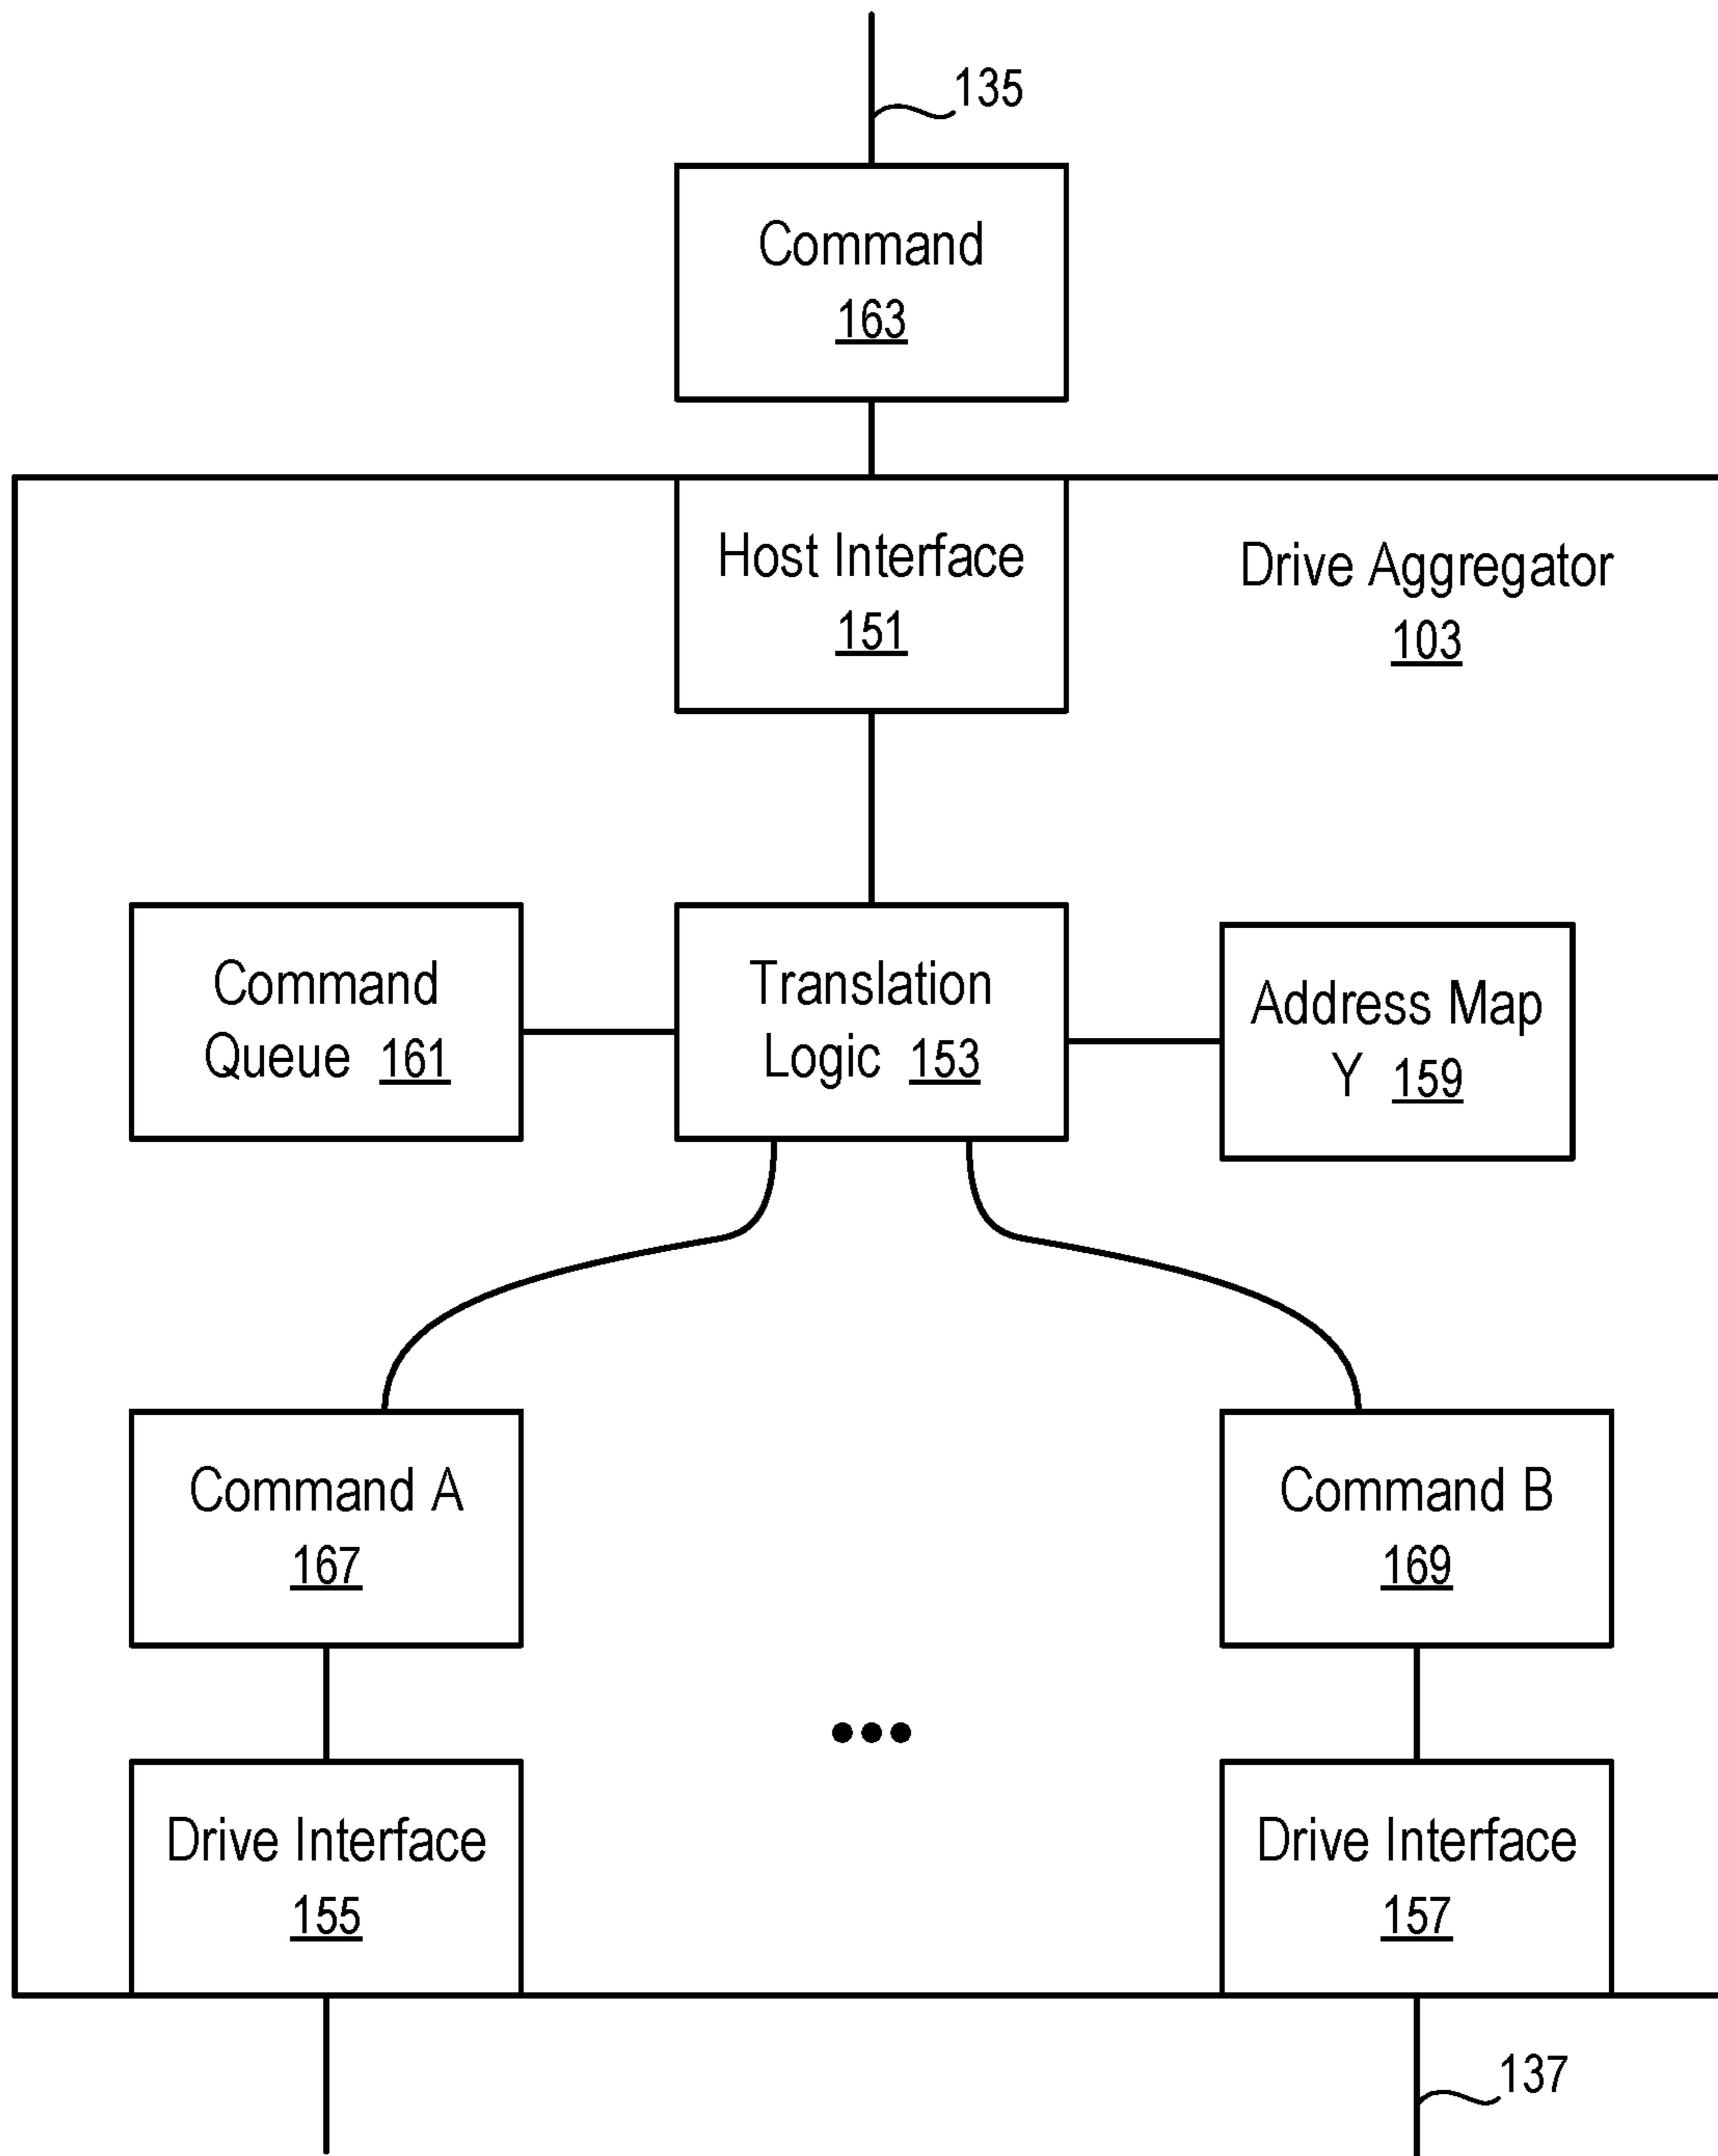 135
Command
163
Host Interface
151
Drive Aggregator
103
Command
Queue 161
Translation
Logic 153
Address Map
Y 159
Command A
167
Command B
169
Drive Interface
155
Drive Interface
157
137